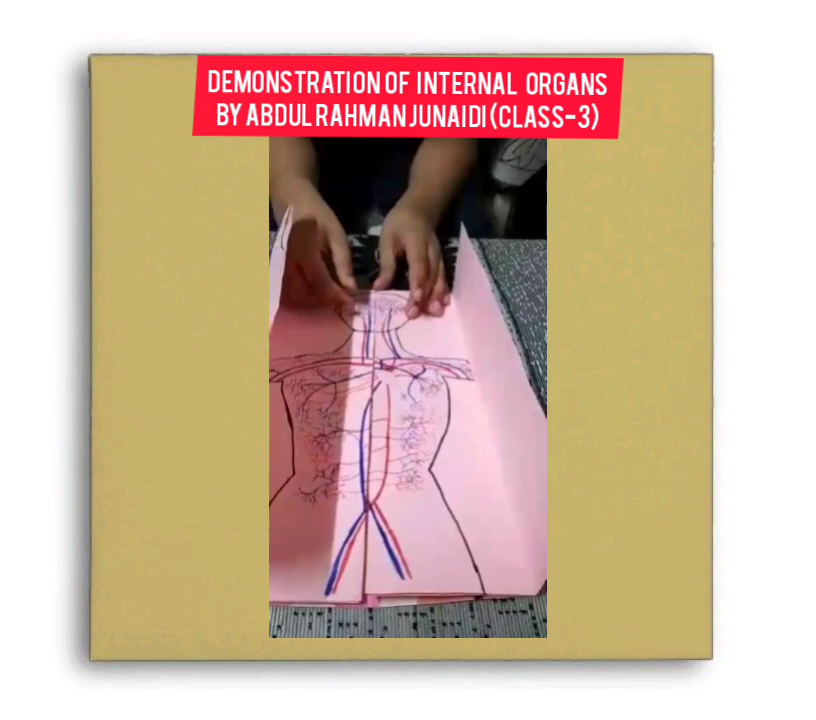 DEMONSTRATION OF INTERNAL ORGANS
BY ABDUL RAHMAN JUNAIDI (CLASS-3)